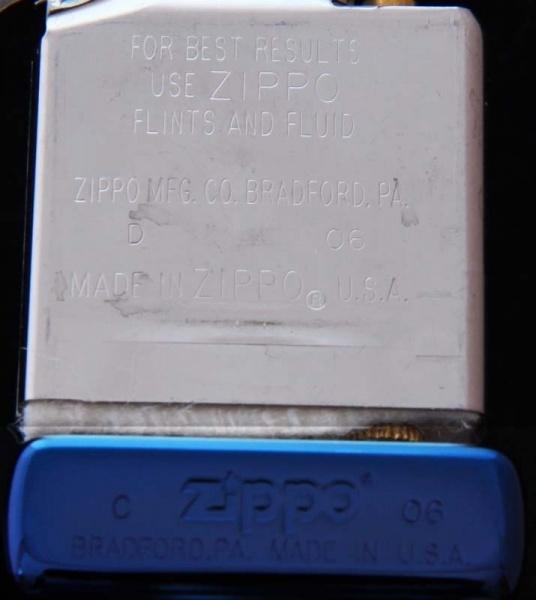 FOR BEST RESULTS
USE ZIPPO
FLINTS AND FLUID
ZIPPO MFG. CO. BRADFORD, PA.
D 06
MADE IN ZIPPO ® U.S.A.
C zippo® 06
BRADFORD, PA. MADE IN U.S.A.